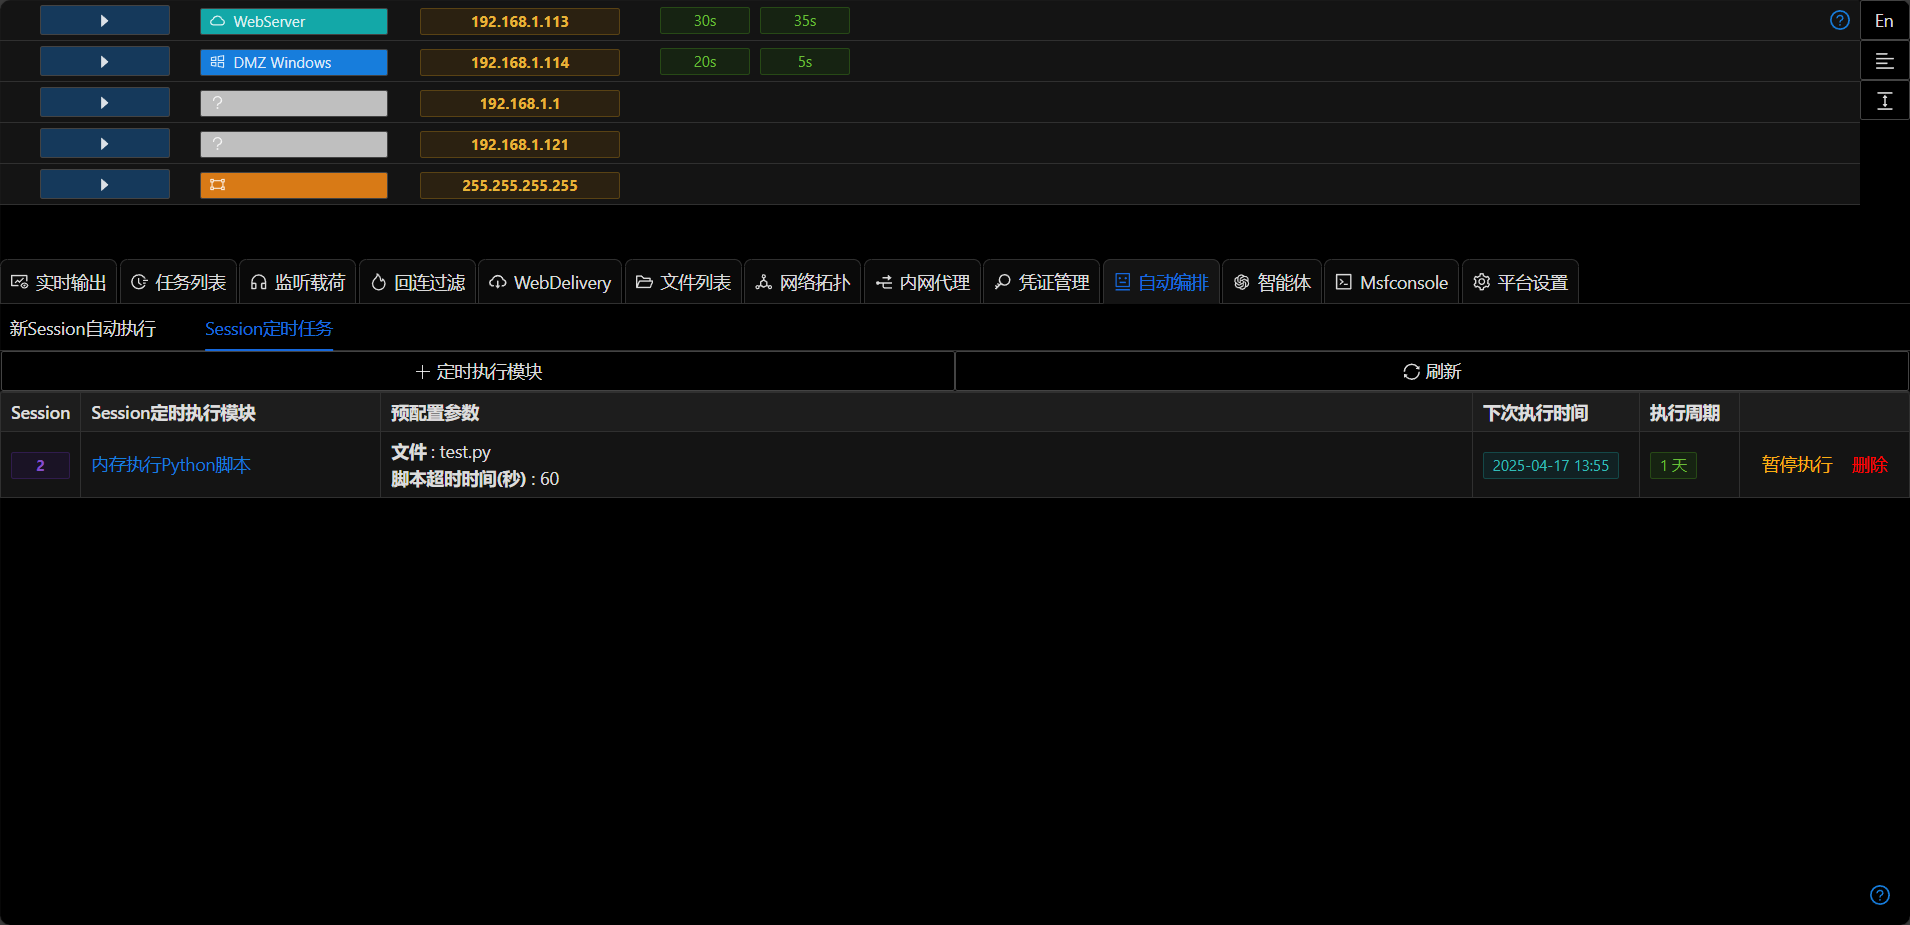 WebServer 192.168.1.113 30s 35s En
DMZ Windows 192.168.1.114 20s 5s
? 192.168.1.1
? 192.168.1.121
255.255.255.255
实时输出 任务列表 监听载荷 回连过滤 WebDelivery 文件列表 网络拓扑 内网代理 凭证管理 自动编排 智能体 Msfconsole 平台设置
新Session自动执行 Session定时任务
定时执行模块 刷新
Session Session定时执行模块 预配置参数 下次执行时间 执行周期
2 内存执行Python脚本 文件 : test.py 2025-04-17 13:55 1 天 暂停执行 删除
脚本超时时间(秒) : 60